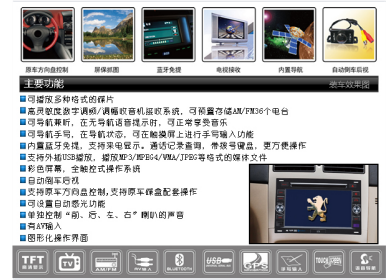 原车方向盘控制 屏保抓图 蓝牙免提 电视接收 内置导航 自动倒车后视
主要功能 装车效果图
可播放多种格式的碟片
高灵敏度数字调频/调幅收音机接收系统，可预置存储AM/FM36个电台
可导航兼听，在无导航语音提示时，可正常享受音乐
可导航手写，在导航状态，可在触摸屏上进行手写输入功能
内置蓝牙免提，支持来电显示。通话记录查询，带拨号键盘，更方便操作
支持外插USB播放，播放MP3/MPEG4/WMA/JPEG等格式的媒体文件
彩色屏幕，全触控式操作系统
自动倒车后视
支持原车方向盘控制，支持原车碟盒配套操作
可设置自动感光功能
单独控制“前、后、左、右”喇叭的声音
有AV输入
图形化操作界面
TFT TV AM/FM BLUETOOTH USB GPS TOUCH SCREEN